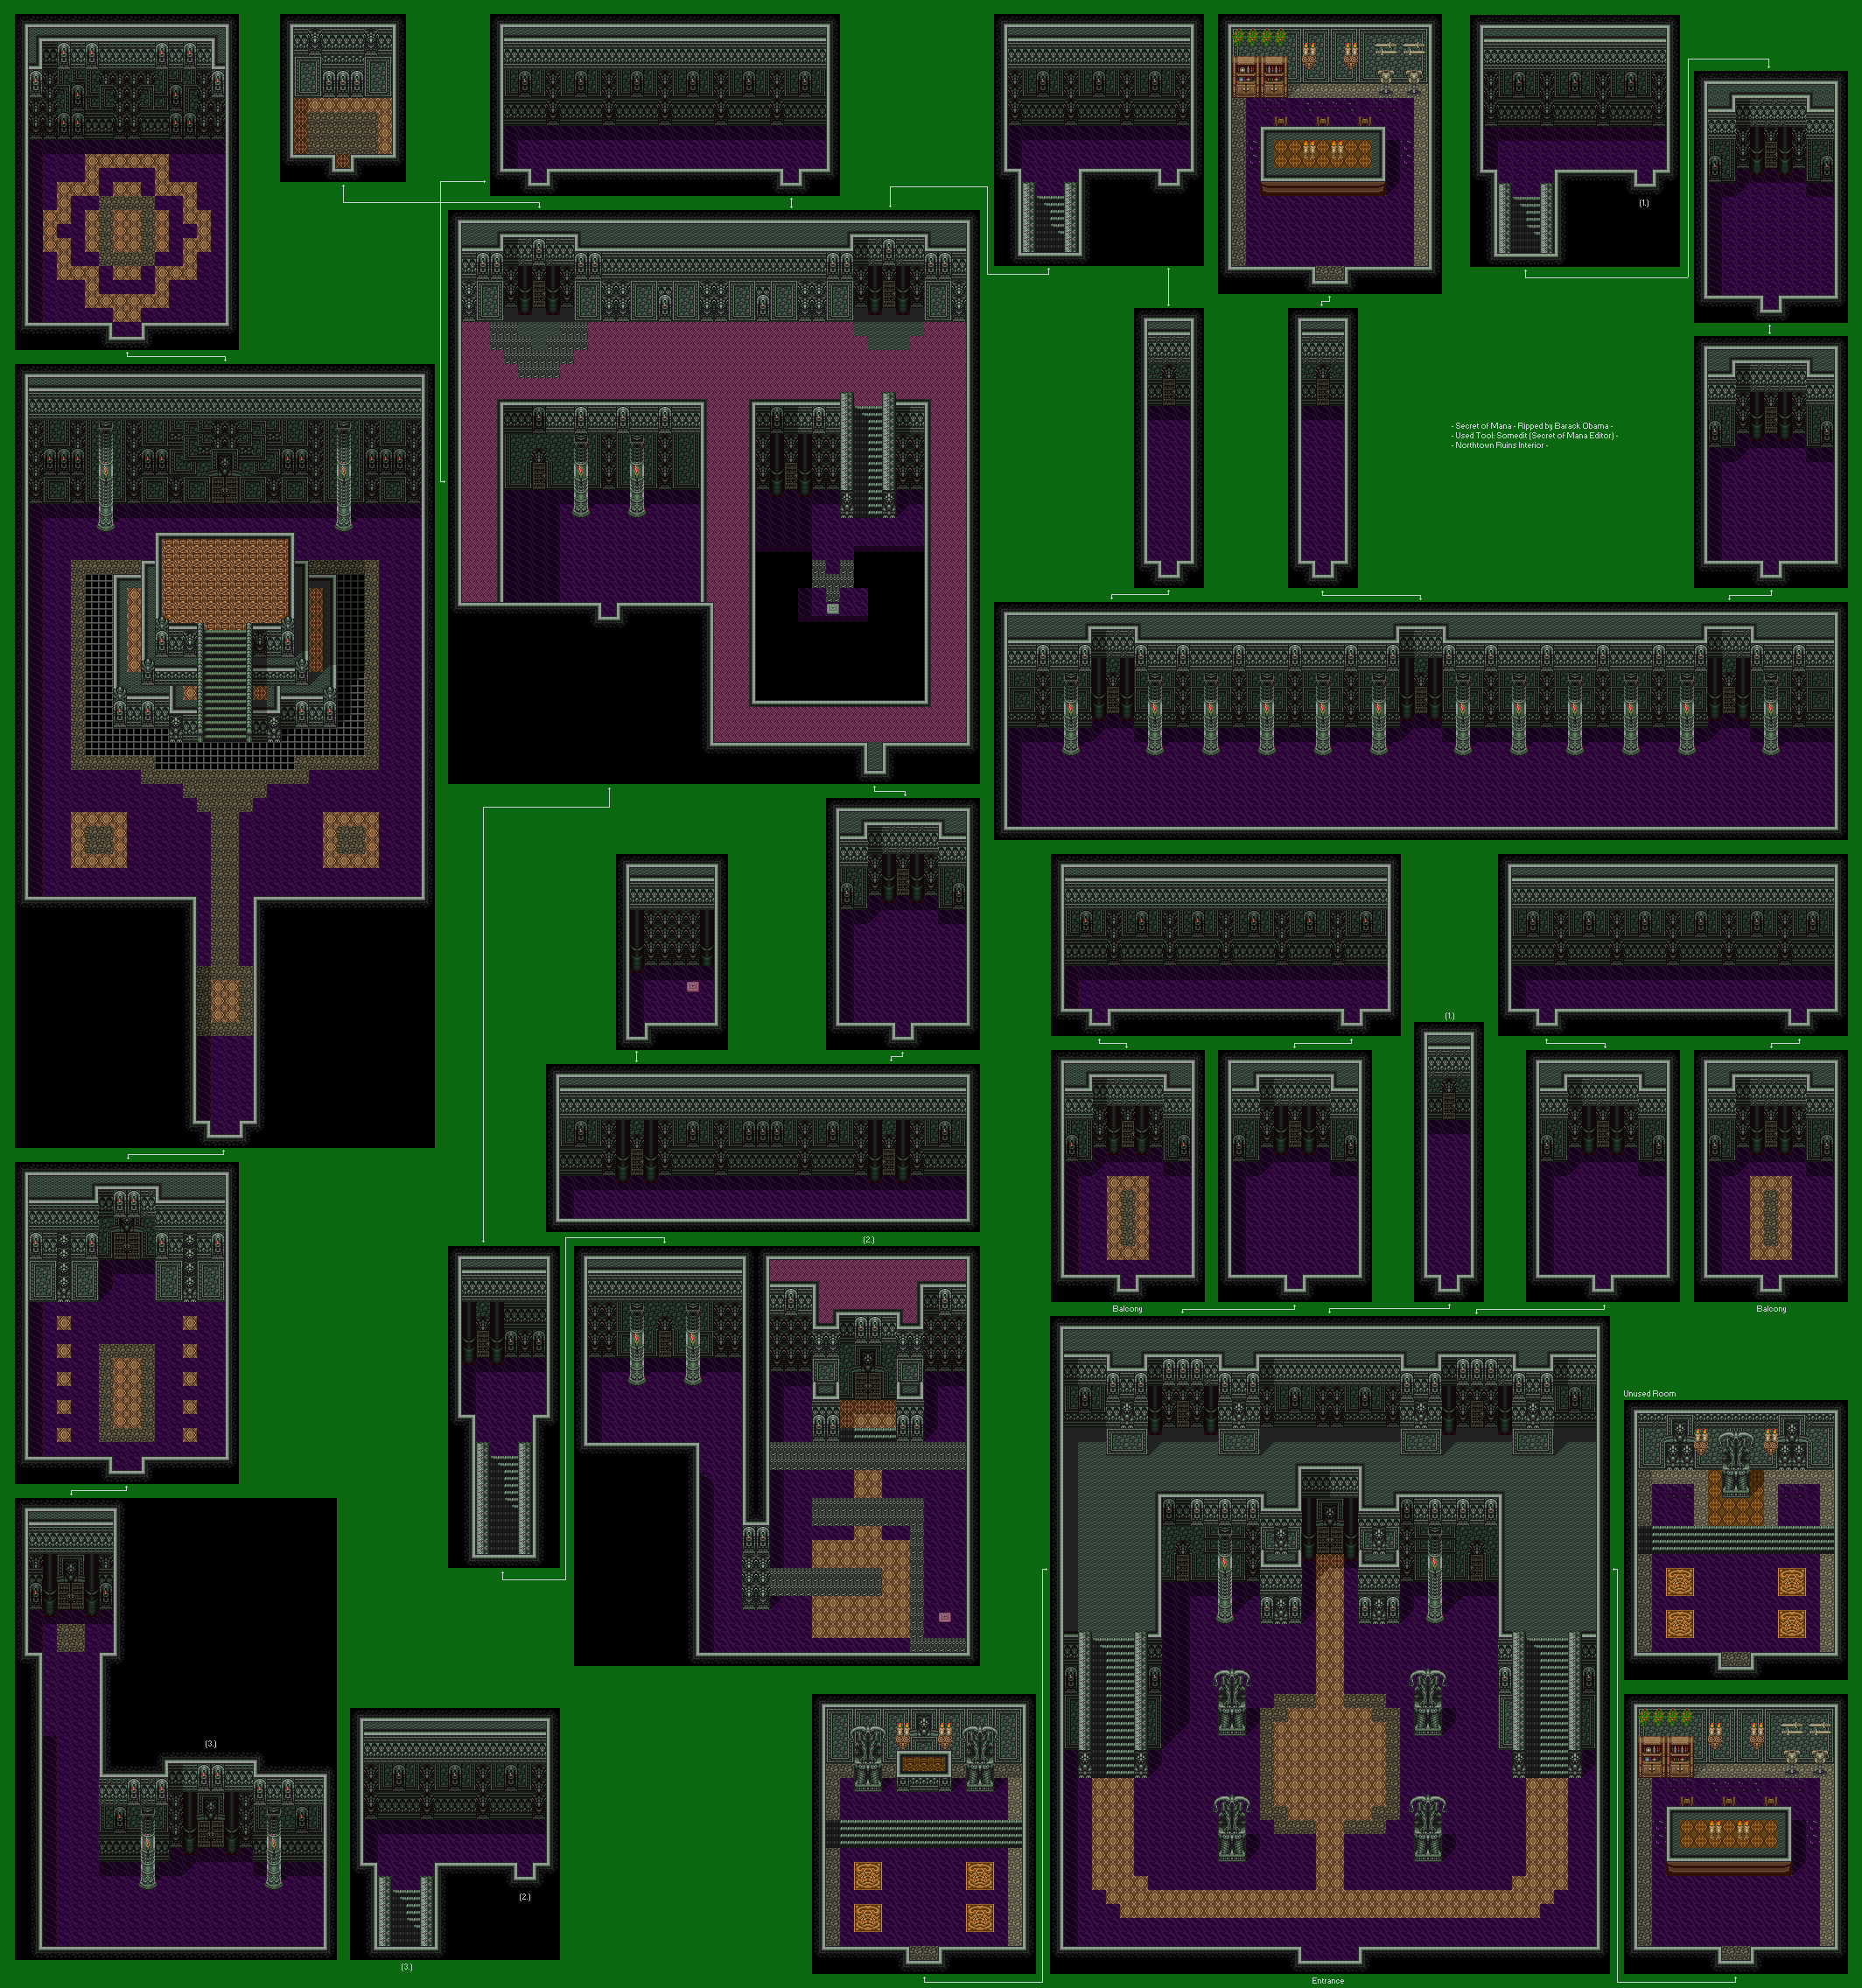 (1.)
- Secret of Mana - Ripped by Barack Obama -
- Used Tool: Somedit (Secret of Mana Editor) -
- Northtown Ruins Interior -
(1.)
(2.)
Balcony
Balcony
Unused Room
(3.)
(2.)
(3.)
Entrance